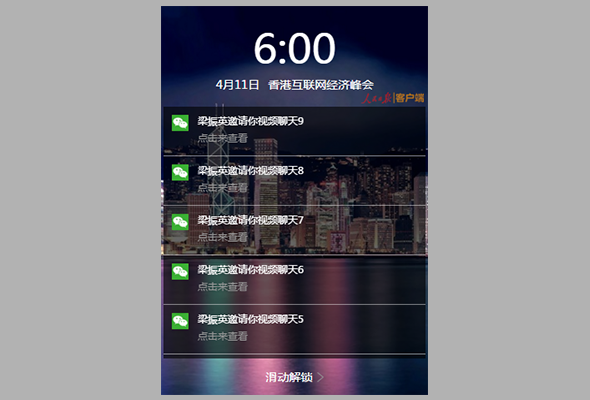 6:00
4月11日 香港互联网经济峰会
人民日报|客户端
梁振英邀请你视频聊天9
点击来查看
梁振英邀请你视频聊天8
点击来查看
梁振英邀请你视频聊天7
点击来查看
梁振英邀请你视频聊天6
点击来查看
梁振英邀请你视频聊天5
点击来查看
滑动解锁 >